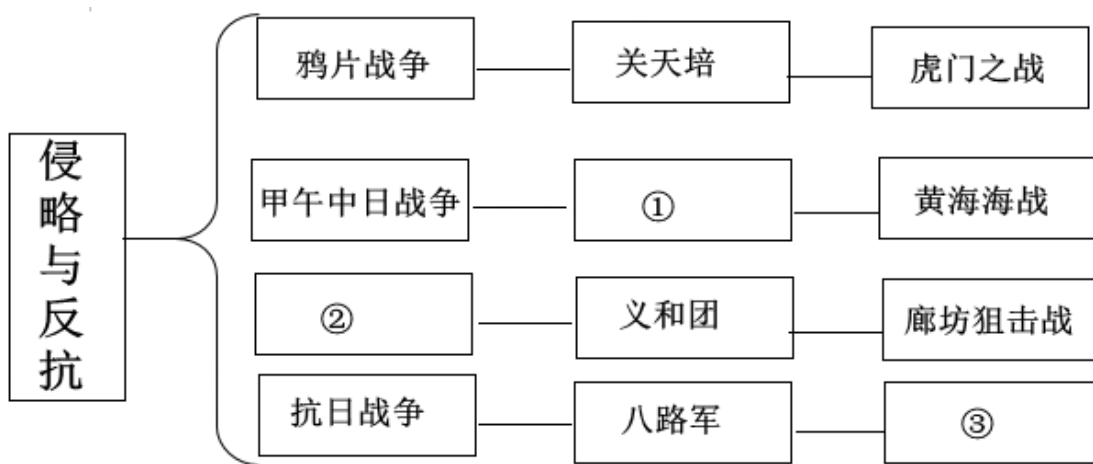 侵略与反抗
鸦片战争
关天培
虎门之战
甲午中日战争
①
黄海海战
②
义和团
廊坊狙击战
抗日战争
八路军
③